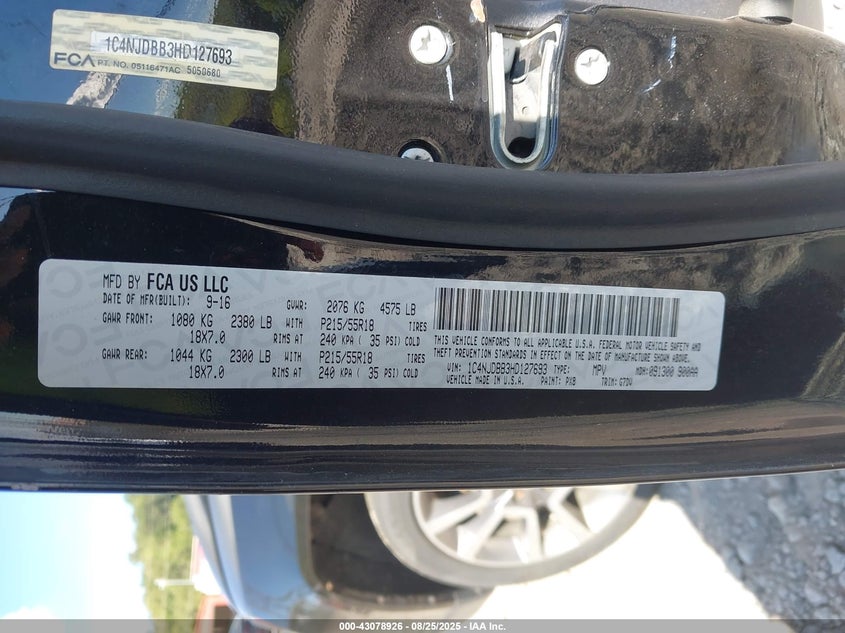 1C4NJDBB3HD127693
FCA PT. NO. 05116471AC 5050680
MFD BY FCA US LLC
DATE OF MFR(BUILT): 9-16 GVWR: 2076 KG 4575 LB
GAWR FRONT: 1080 KG 2380 LB WITH P215/55R18 TIRES
18X7.0 RIMS AT 240 KPA ( 35 PSI) COLD
GAWR REAR: 1044 KG 2300 LB WITH P215/55R18 TIRES
18X7.0 RIMS AT 240 KPA ( 35 PSI) COLD
THIS VEHICLE CONFORMS TO ALL APPLICABLE U.S.A. FEDERAL MOTOR VEHICLE SAFETY AND
THEFT PREVENTION STANDARDS IN EFFECT ON THE DATE OF MANUFACTURE SHOWN ABOVE.
VIN: 1C4NJDBB3HD127693 TYPE: MPV MDH: 091300 900AA
VEHICLE MADE IN U.S.A. PAINT: PX8 TRIM: G7DV
000-43078926 - 08/25/2025 - IAA Inc.